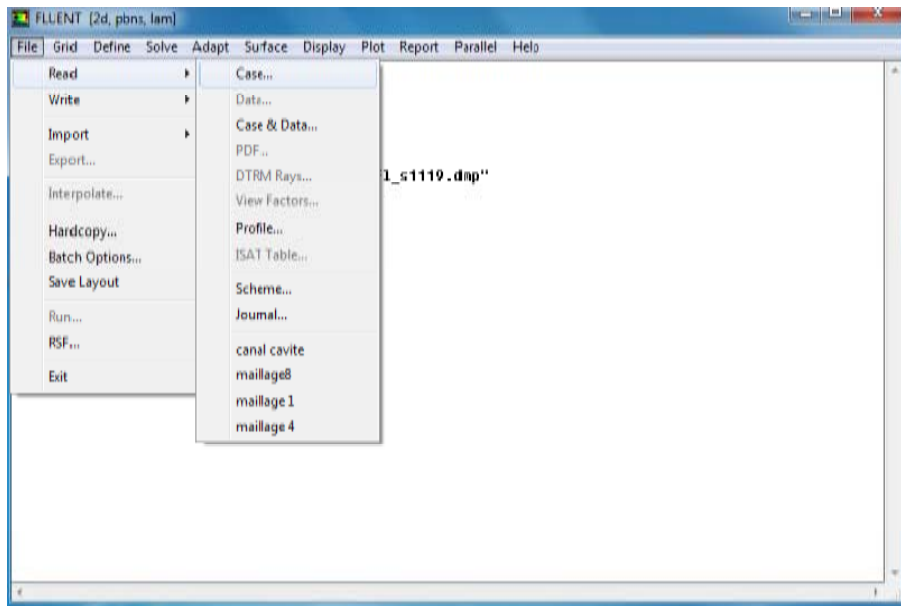 FLUENT [2d, pbns, lam]
File Grid Define Solve Adapt Surface Display Plot Report Parallel Help
Read
Write
Import
Export...
Interpolate...
Hardcopy...
Batch Options...
Save Layout
Run...
RSF...
Exit
Case...
Data...
Case & Data...
PDF...
DTRM Rays...
View Factors...
Profile...
ISAT Table...
Scheme...
Journal...
canal cavite
maillage8
maillage 1
maillage 4
l_s1119.dmp"